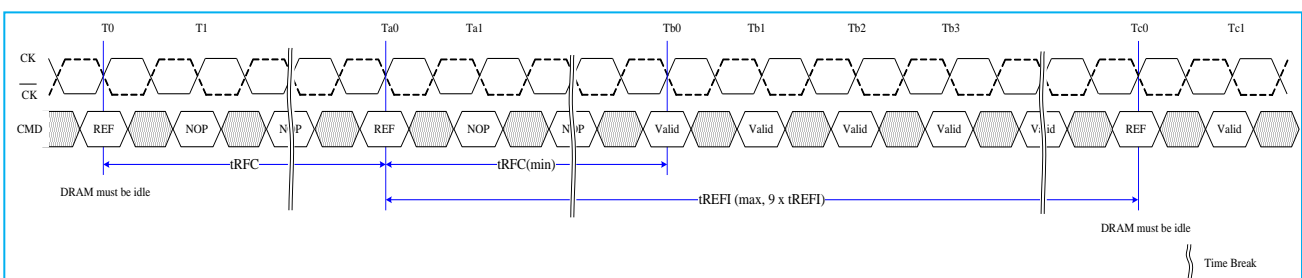 T0 T1 Ta0 Ta1 Tb0 Tb1 Tb2 Tb3 Tc0 Tc1
CK
CK
CMD REF NOP NOP REF NOP NOP Valid Valid Valid Valid Valid REF Valid
tRFC tRFC(min)
DRAM must be idle
tREFI (max, 9 x tREFI)
DRAM must be idle
Time Break